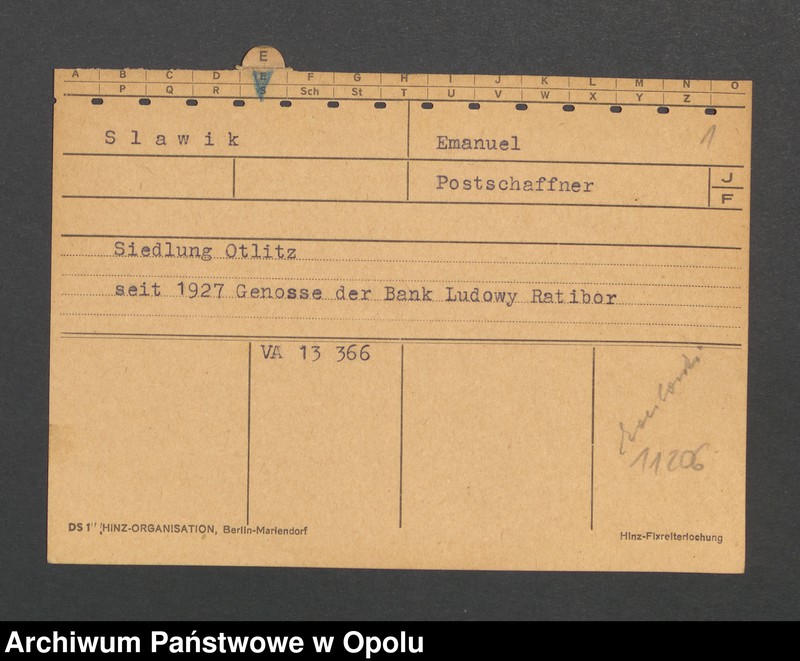 E
A B C D E F G H I J K L M N O
P Q R S Sch St T U V W X Y Z
Slawik Emanuel 1
Postschaffner J
F
Siedlung Otlitz
seit 1927 Genosse der Bank Ludowy Ratibor
VA 13 366
11206
DS 1" HINZ-ORGANISATION, Berlin-Mariendorf
Hinz-Fixreiterlochung
Archiwum Państwowe w Opolu